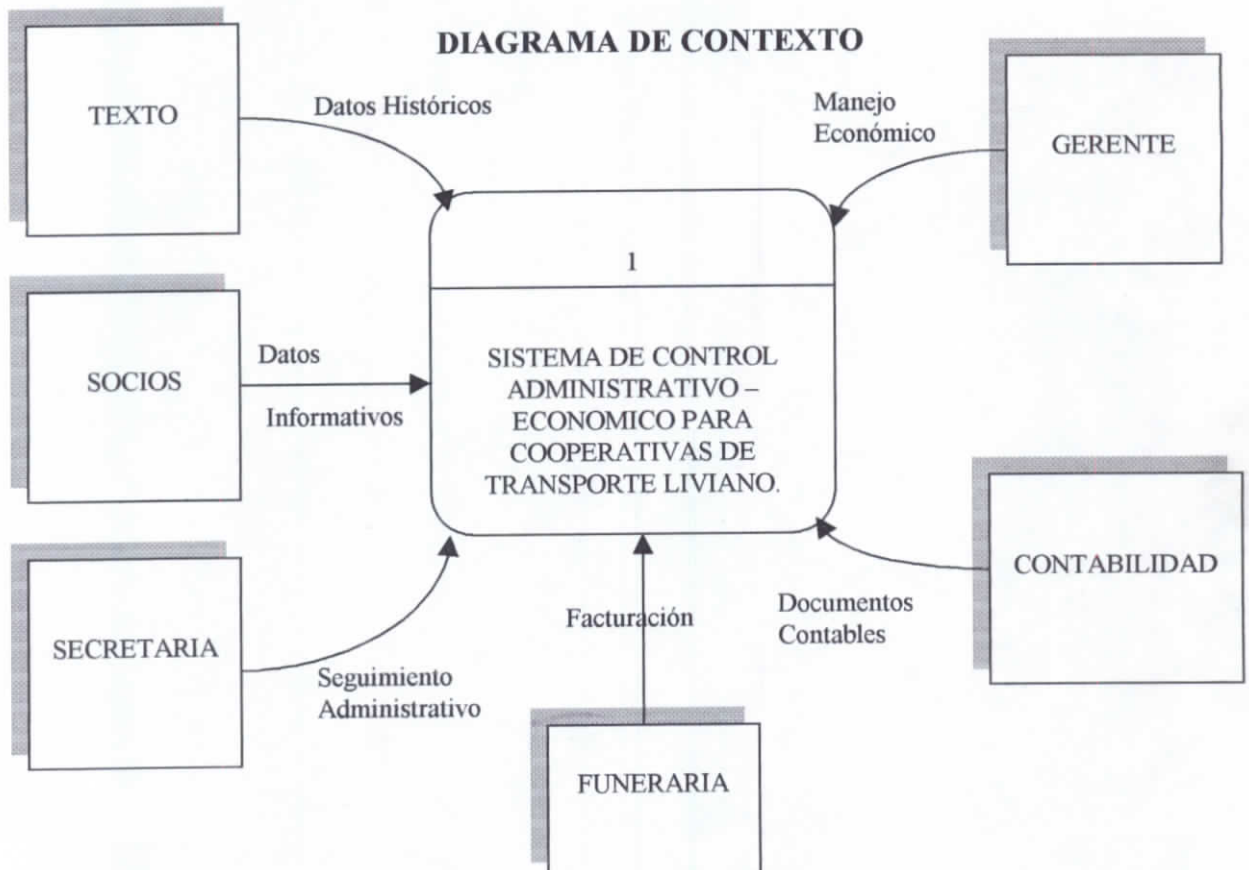 DIAGRAMA DE CONTEXTO
TEXTO
Datos Históricos
Manejo
Económico
GERENTE
1
SISTEMA DE CONTROL
ADMINISTRATIVO –
ECONOMICO PARA
COOPERATIVAS DE
TRANSPORTE LIVIANO.
SOCIOS
Datos
Informativos
SECRETARIA
Seguimiento
Administrativo
Facturación
FUNERARIA
Documentos
Contables
CONTABILIDAD